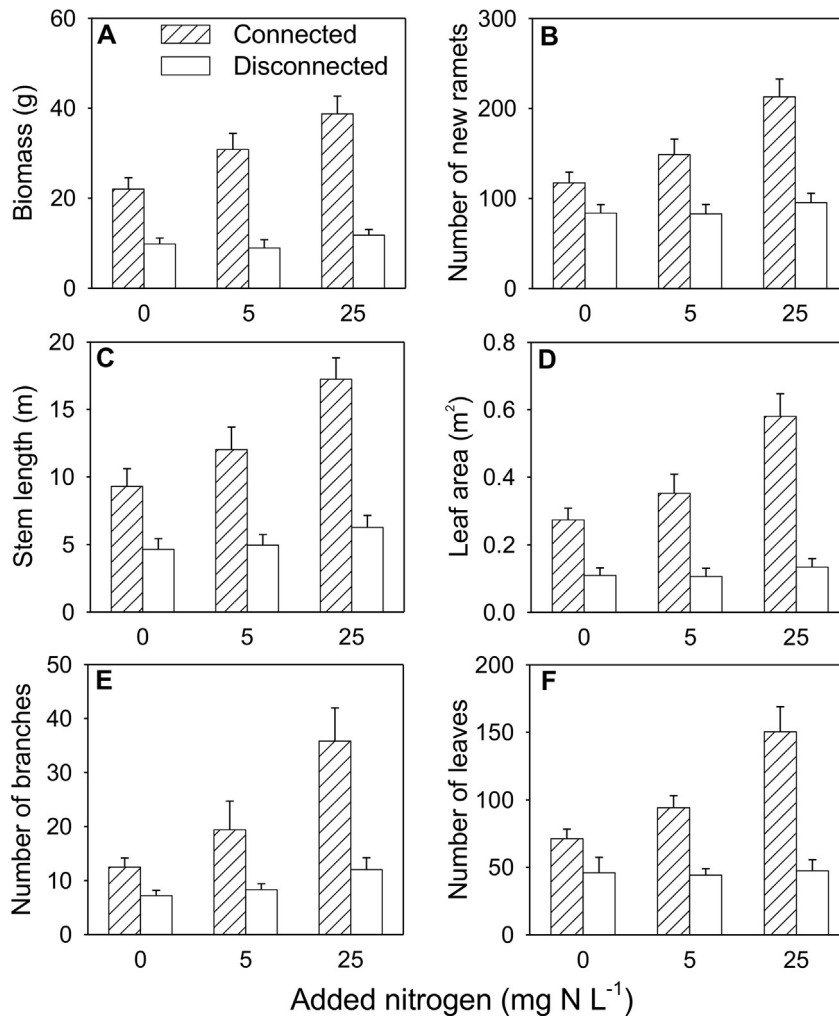 A
Connected
Disconnected
Biomass (g)
60
40
20
0
0 5 25
B
Number of new ramets
300
200
100
0
0 5 25
C
Stem length (m)
20
15
10
5
0
0 5 25
D
Leaf area (m²)
0.8
0.6
0.4
0.2
0.0
0 5 25
E
Number of branches
50
40
30
20
10
0
0 5 25
F
Number of leaves
200
150
100
50
0
0 5 25
Added nitrogen (mg N L⁻¹)